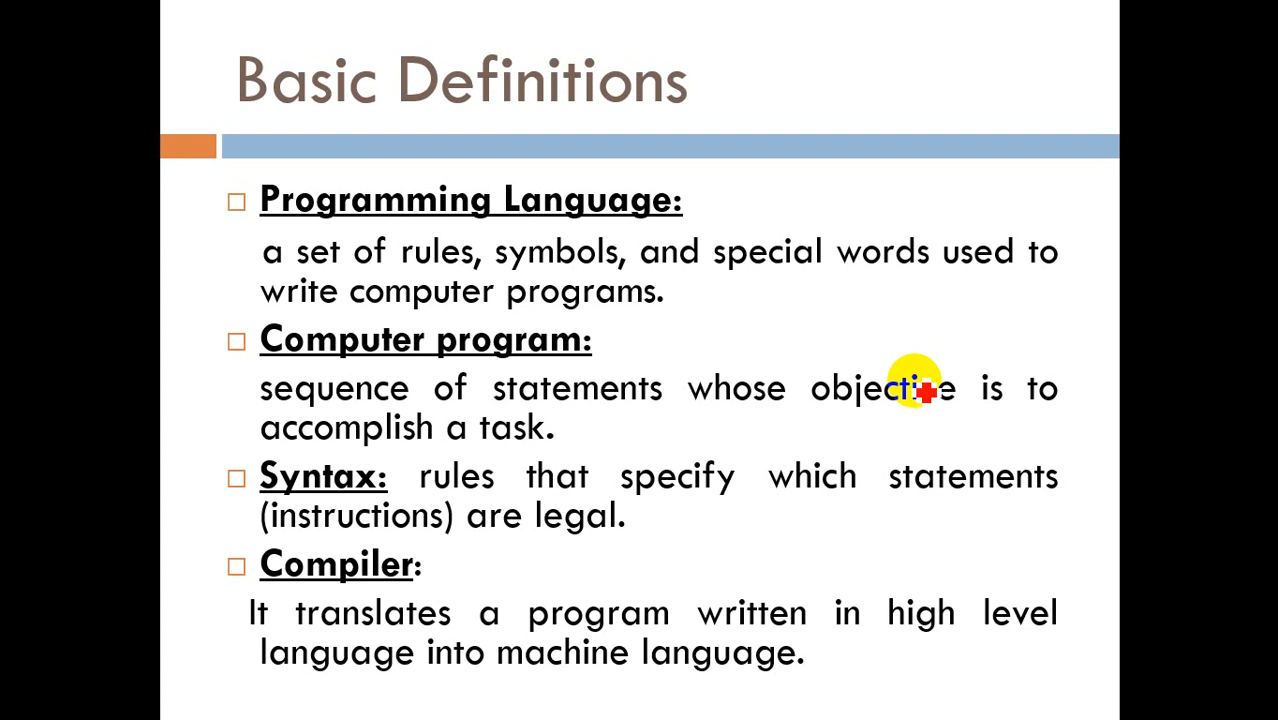 Basic Definitions
Programming Language:
a set of rules, symbols, and special words used to
write computer programs.
Computer program:
sequence of statements whose objective is to
accomplish a task.
Syntax: rules that specify which statements
(instructions) are legal.
Compiler:
It translates a program written in high level
language into machine language.